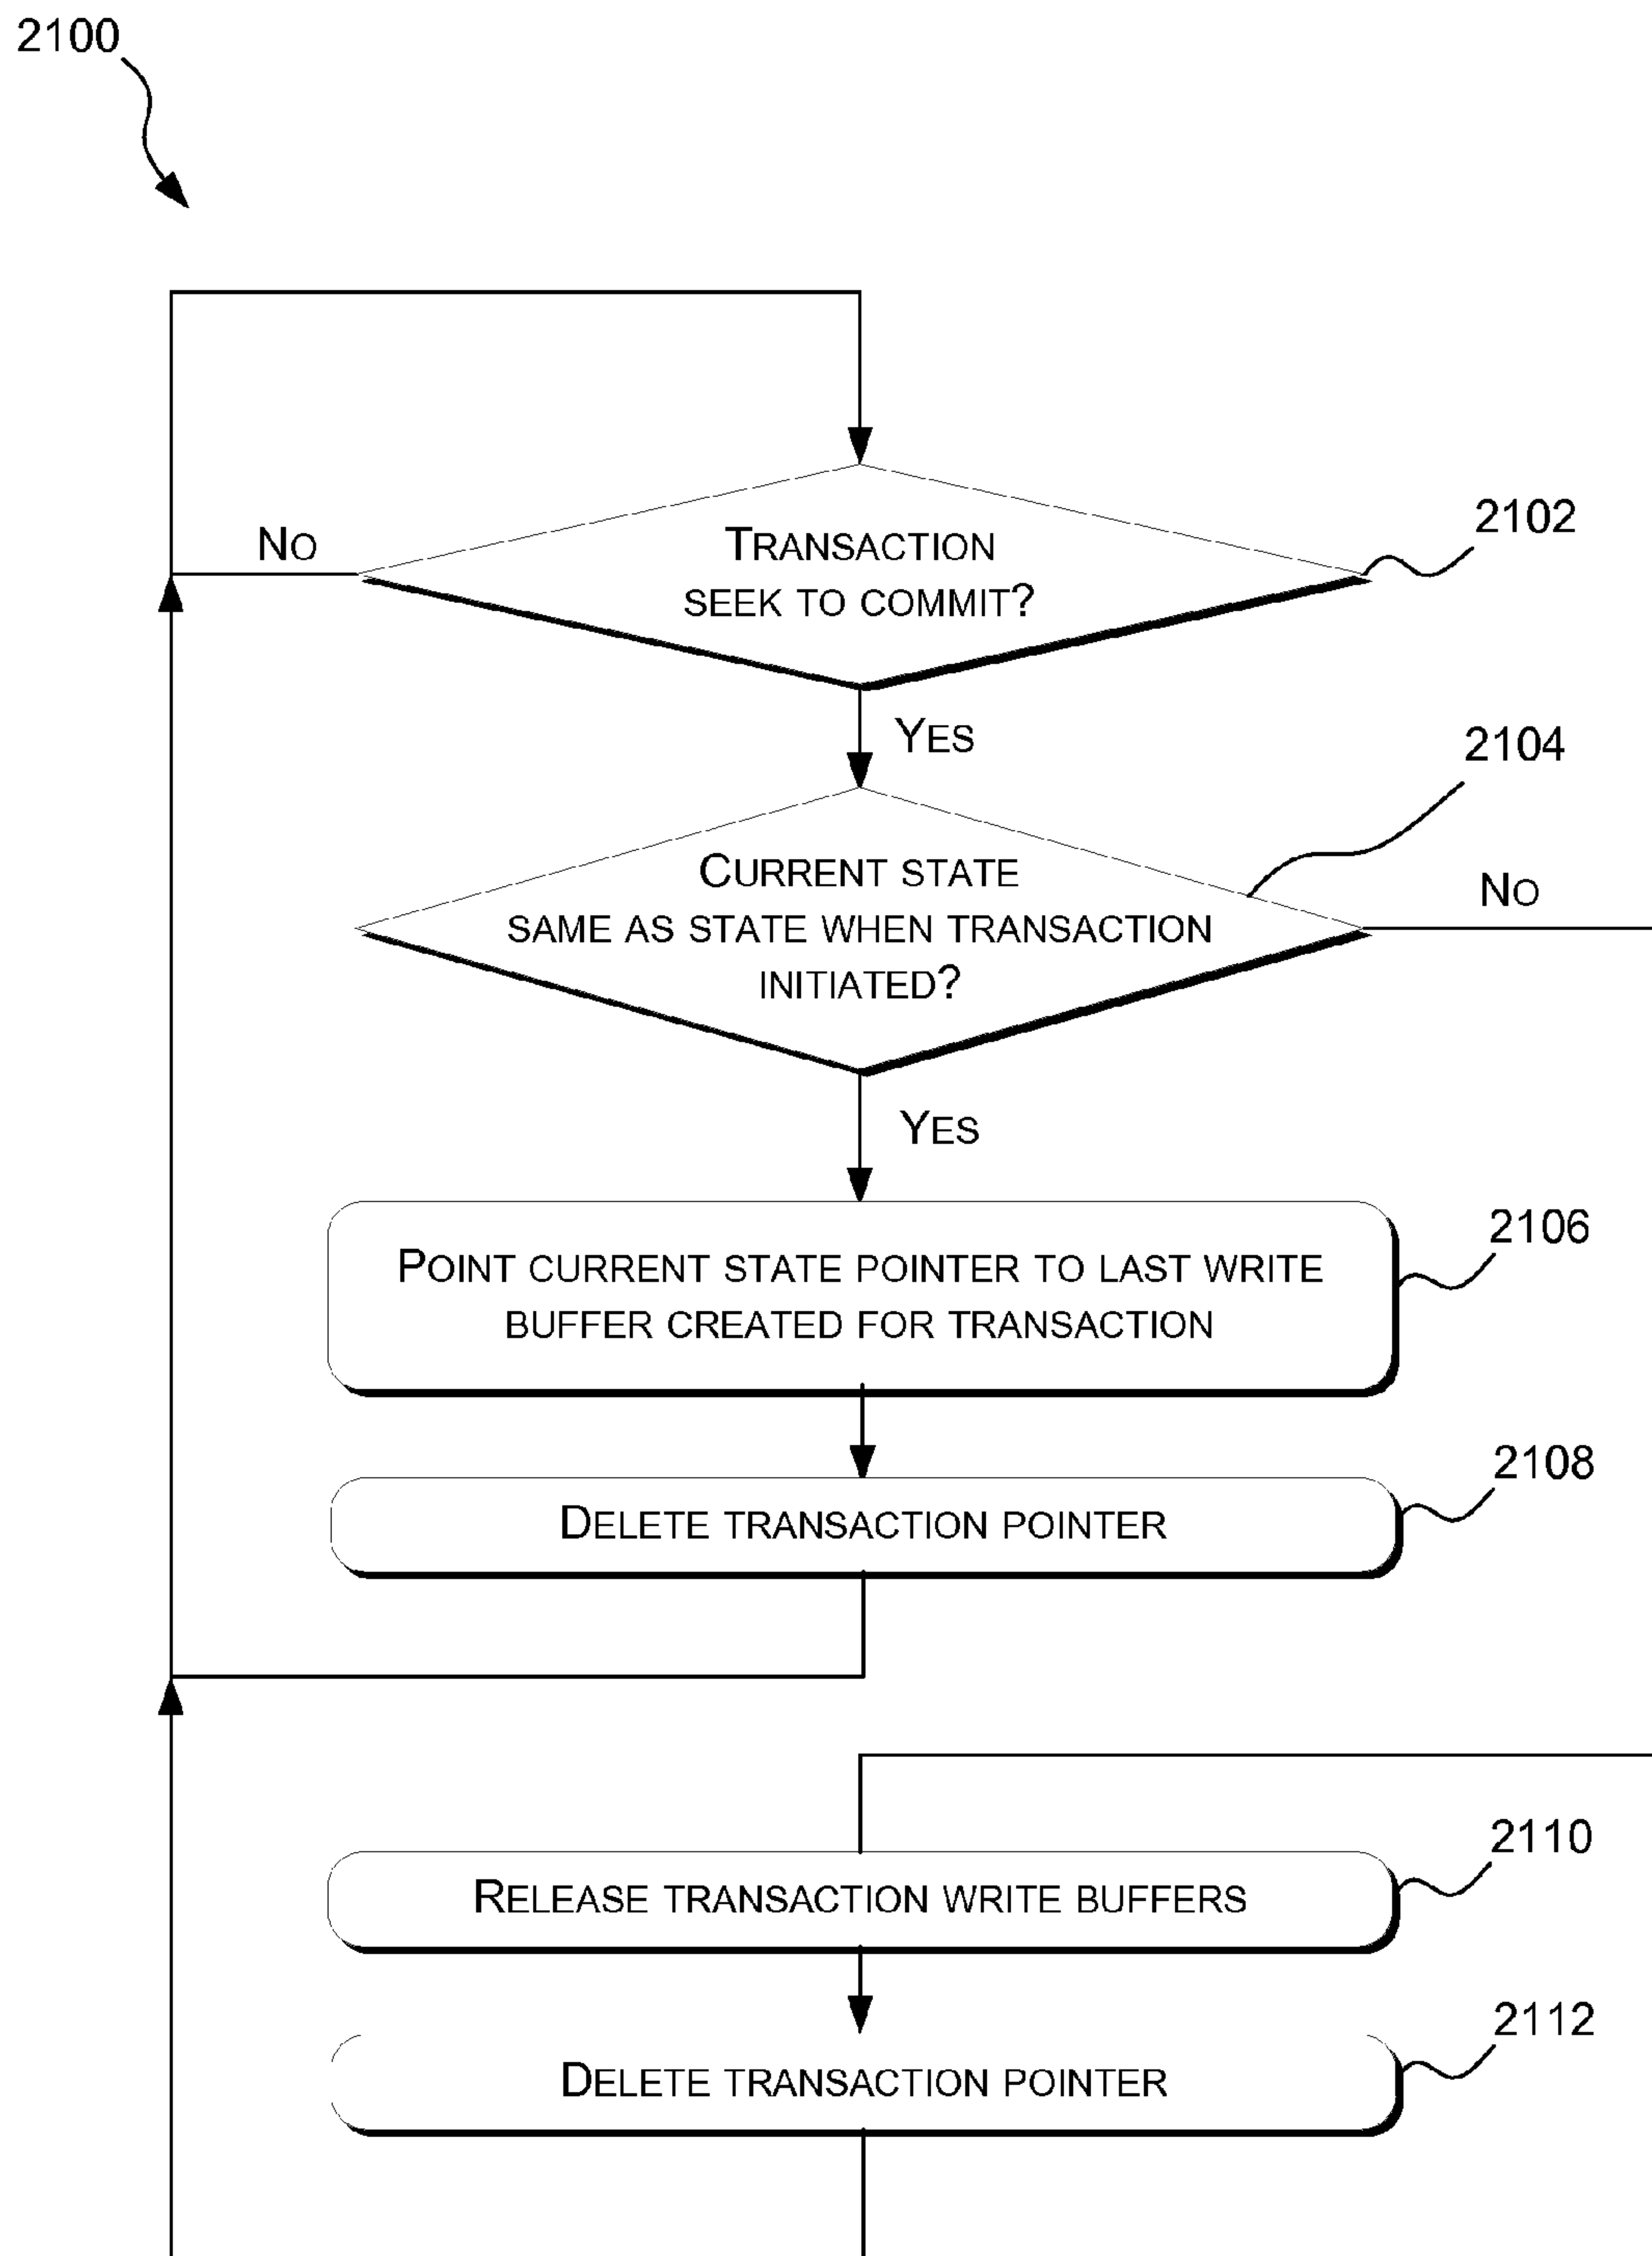 2100
NO
TRANSACTION
SEEK TO COMMIT?
2102
YES
2104
CURRENT STATE
SAME AS STATE WHEN TRANSACTION
INITIATED?
NO
YES
2106
POINT CURRENT STATE POINTER TO LAST WRITE
BUFFER CREATED FOR TRANSACTION
2108
DELETE TRANSACTION POINTER
2110
RELEASE TRANSACTION WRITE BUFFERS
2112
DELETE TRANSACTION POINTER